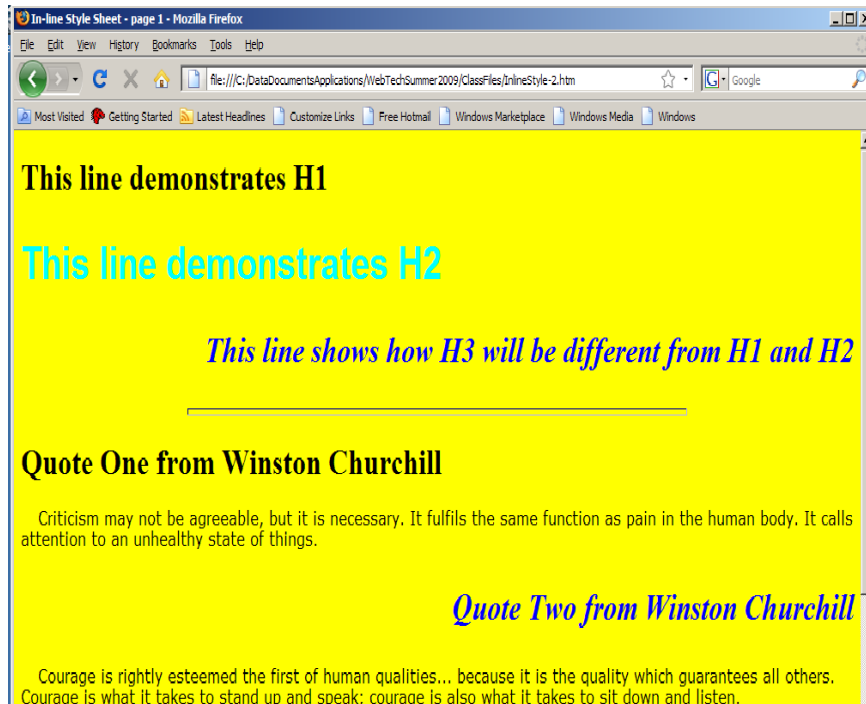 In-line Style Sheet - page 1 - Mozilla Firefox
File Edit View History Bookmarks Tools Help
file:///C:/DataDocumentsApplications/WebTechSummer2009/ClassFiles/InlineStyle-2.htm G Google
Most Visited Getting Started Latest Headlines Customize Links Free Hotmail Windows Marketplace Windows Media Windows
This line demonstrates H1
This line demonstrates H2
This line shows how H3 will be different from H1 and H2
Quote One from Winston Churchill
Criticism may not be agreeable, but it is necessary. It fulfils the same function as pain in the human body. It calls
attention to an unhealthy state of things.
Quote Two from Winston Churchill
Courage is rightly esteemed the first of human qualities... because it is the quality which guarantees all others.
Courage is what it takes to stand up and speak; courage is also what it takes to sit down and listen.